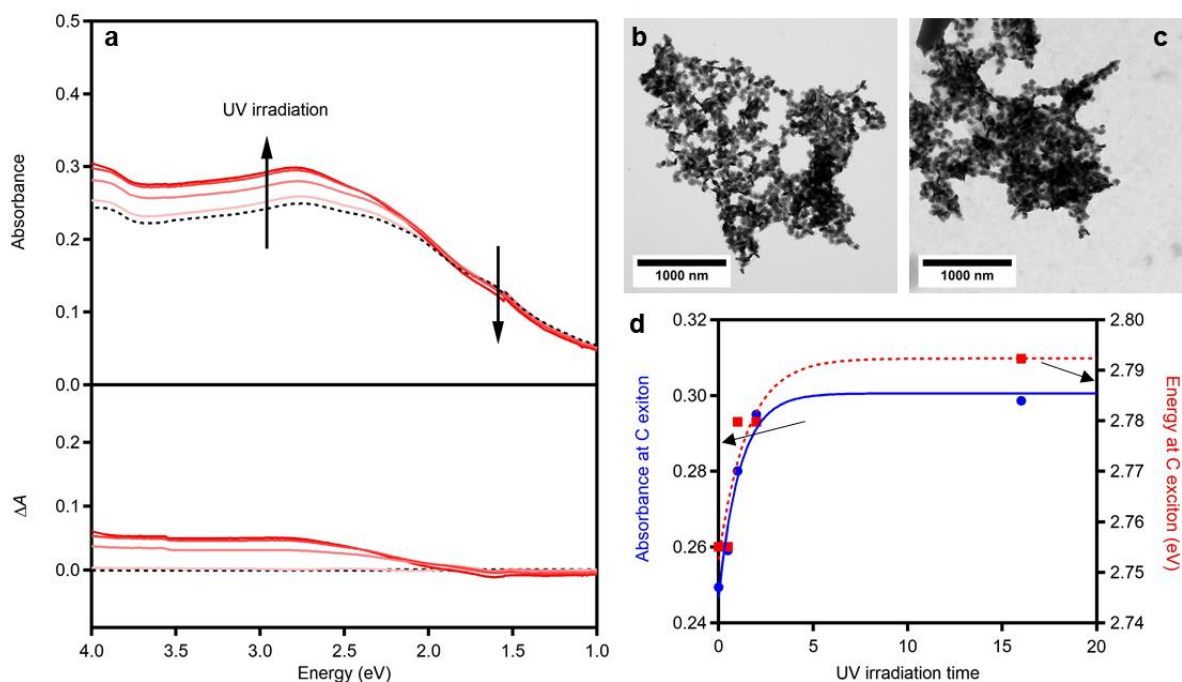 a
0.5
0.4
0.3
0.2
0.1
0.0
Absorbance
UV irradiation
0.2
0.1
0.0
ΔA
4.0 3.5 3.0 2.5 2.0 1.5 1.0
Energy (eV)
b
1000 nm
c
1000 nm
d
0.32
0.30
0.28
0.26
0.24
Absorbance at C exiton
2.80
2.79
2.78
2.77
2.76
2.75
2.74
Energy at C exciton (eV)
0 5 10 15 20
UV irradiation time